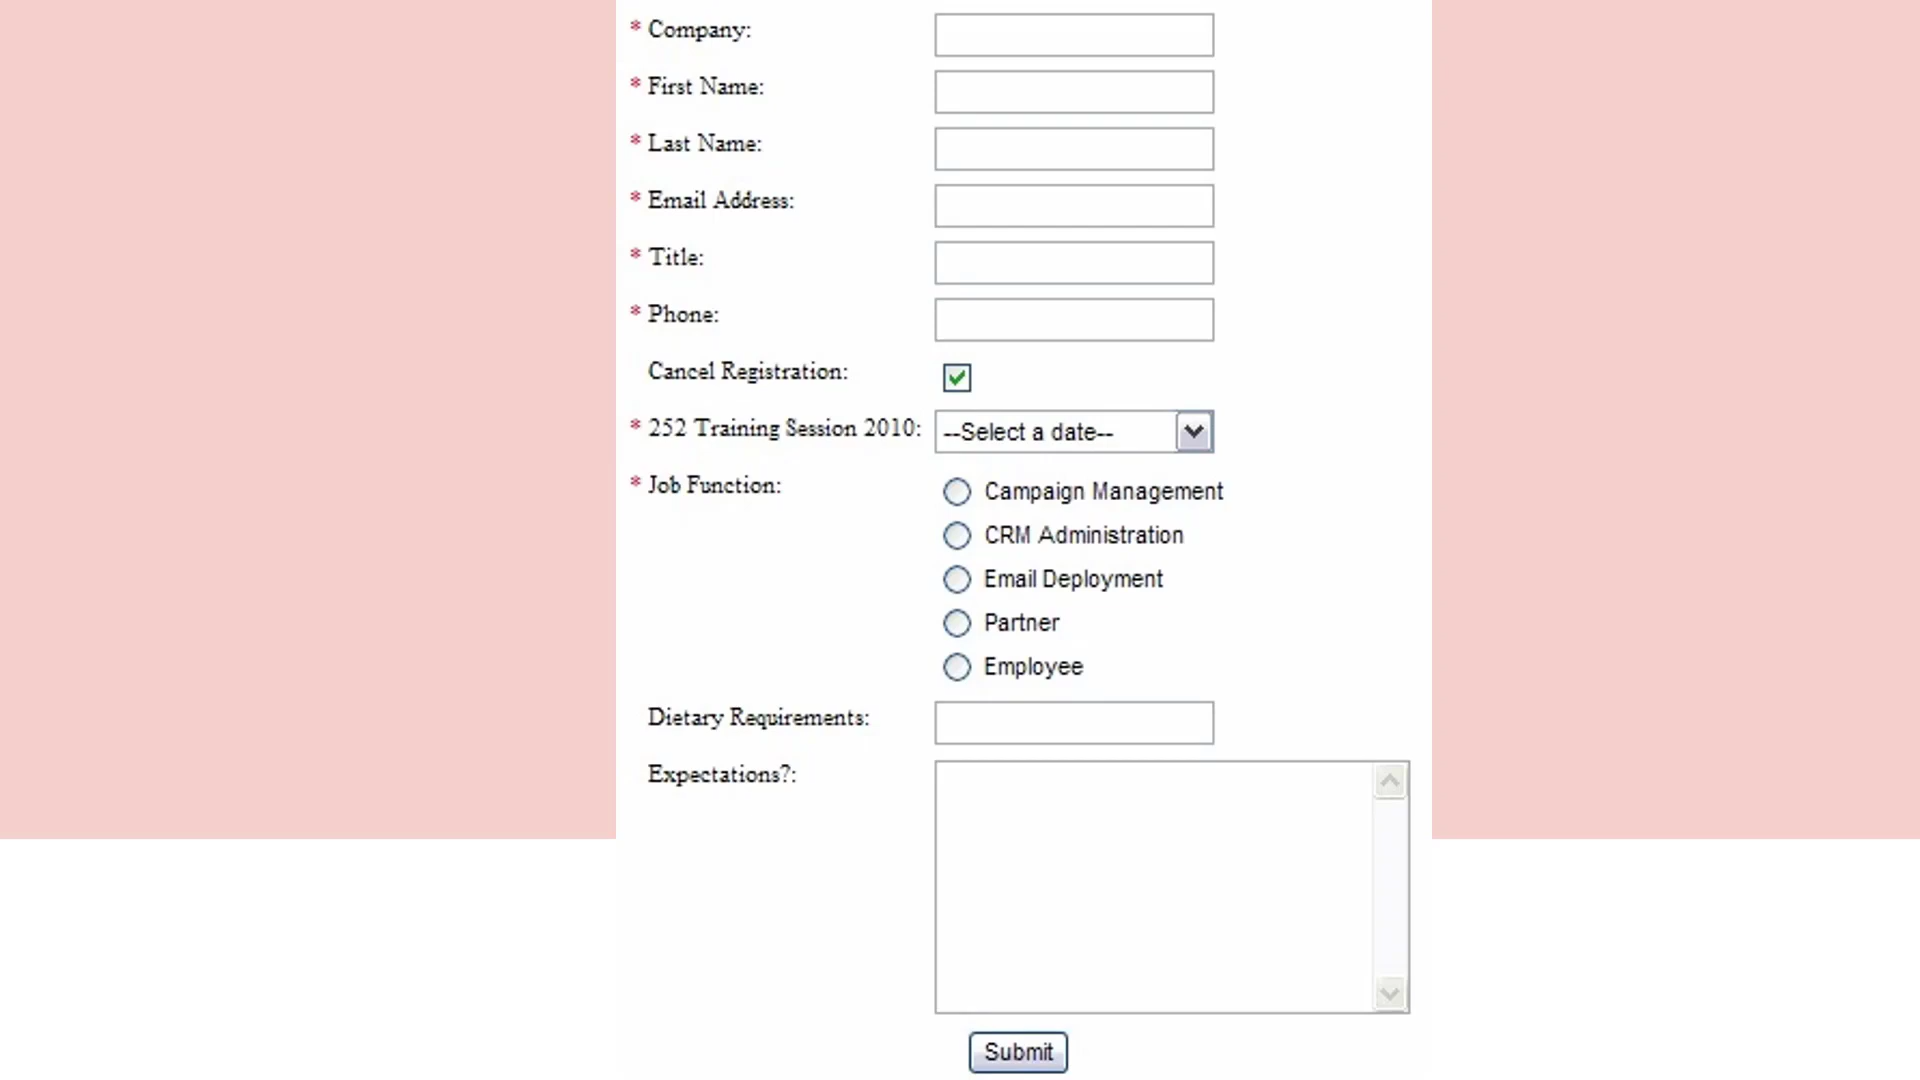 * Company:
* First Name:
* Last Name:
* Email Address:
* Title:
* Phone:
Cancel Registration:
* 252 Training Session 2010: --Select a date--
* Job Function: Campaign Management
CRM Administration
Email Deployment
Partner
Employee
Dietary Requirements:
Expectations?:
Submit